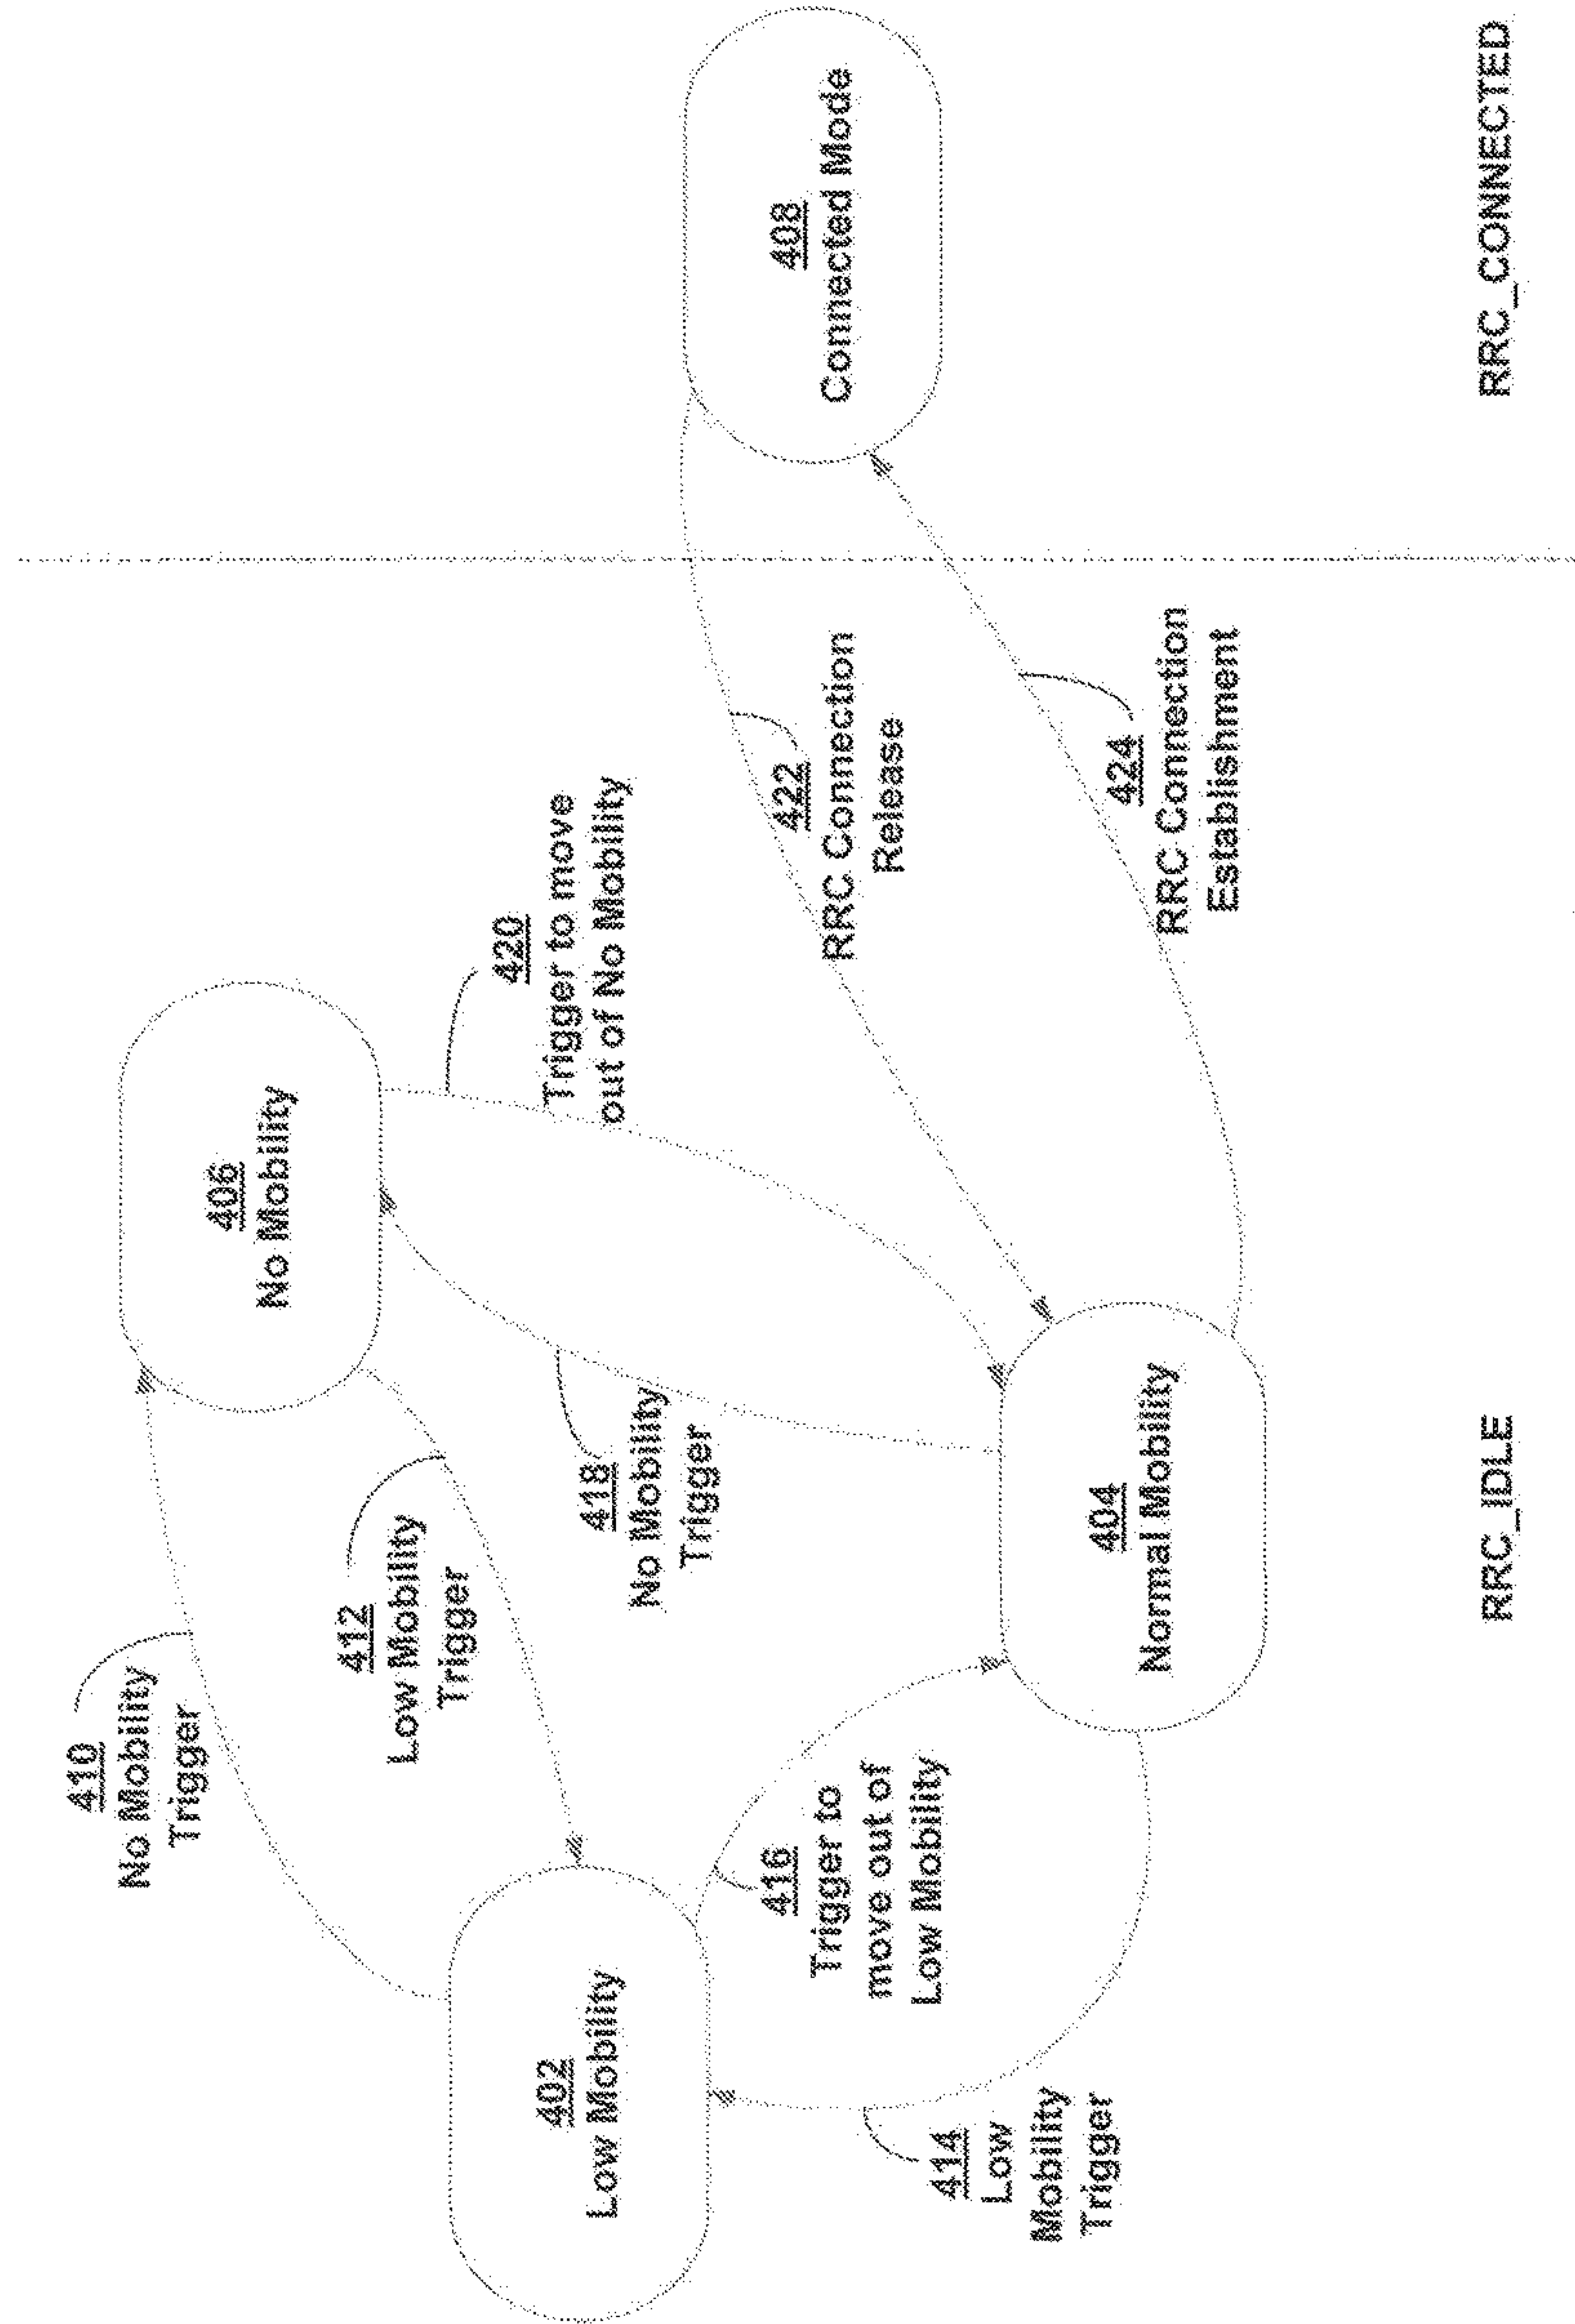 410
No Mobility
Trigger
406
No Mobility
412
Low Mobility
Trigger
420
Trigger to move
out of No Mobility
418
No Mobility
Trigger
402
Low Mobility
416
Trigger to
move out of
Low Mobility
422
RRC Connection
Release
408
Connected Mode
414
Low
Mobility
Trigger
404
Normal Mobility
424
RRC Connection
Establishment
RRC_IDLE
RRC_CONNECTED